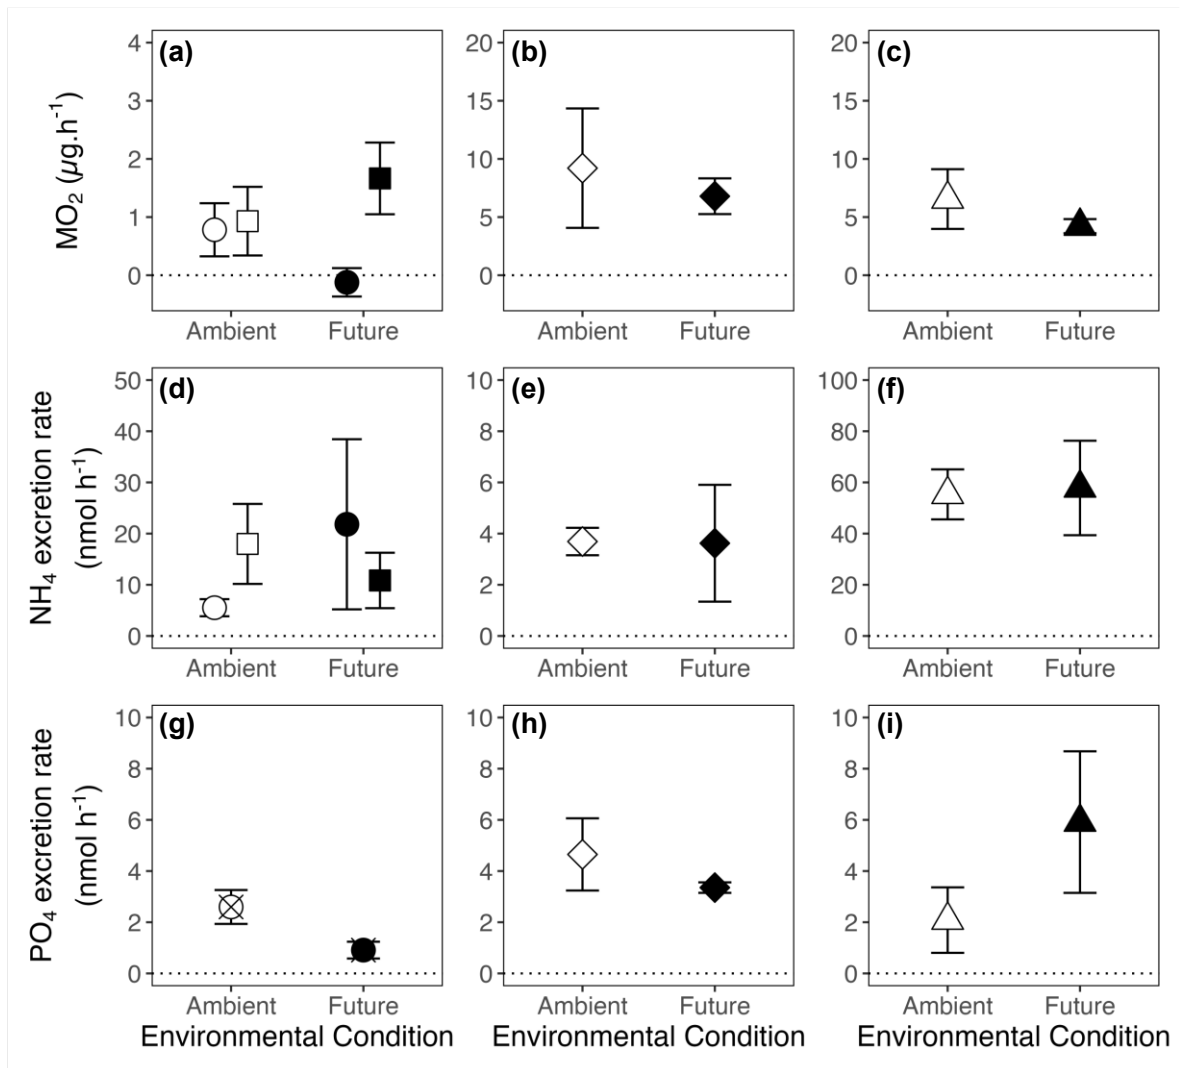 (a) (b) (c)
MO₂ (µg.h⁻¹)
4 3 2 1 0
20 15 10 5 0
20 15 10 5 0
Ambient Future Ambient Future Ambient Future
(d) (e) (f)
NH₄ excretion rate
(nmol h⁻¹)
50 40 30 20 10 0
10 8 6 4 2 0
100 80 60 40 20 0
Ambient Future Ambient Future Ambient Future
(g) (h) (i)
PO₄ excretion rate
(nmol h⁻¹)
10 8 6 4 2 0
10 8 6 4 2 0
10 8 6 4 2 0
Ambient Future Ambient Future Ambient Future
Environmental Condition Environmental Condition Environmental Condition